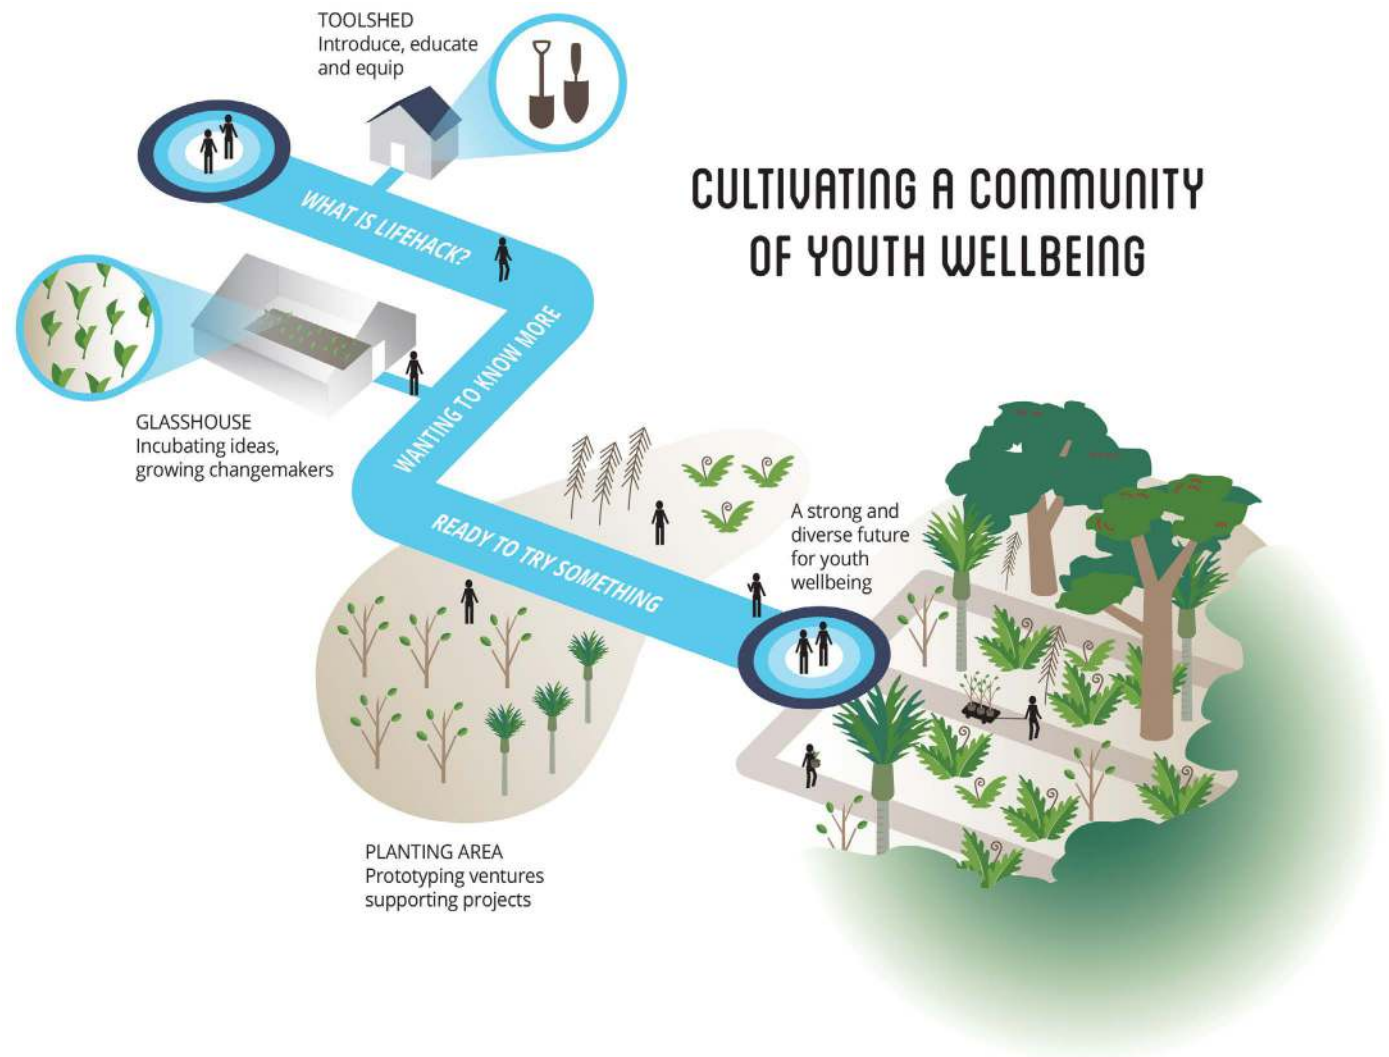 TOOLSHED
Introduce, educate
and equip
CULTIVATING A COMMUNITY
OF YOUTH WELLBEING
WHAT IS LIFEHACK?
WANTING TO KNOW MORE
GLASSHOUSE
Incubating ideas,
growing changemakers
READY TO TRY SOMETHING
A strong and
diverse future
for youth
wellbeing
PLANTING AREA
Prototyping ventures
supporting projects